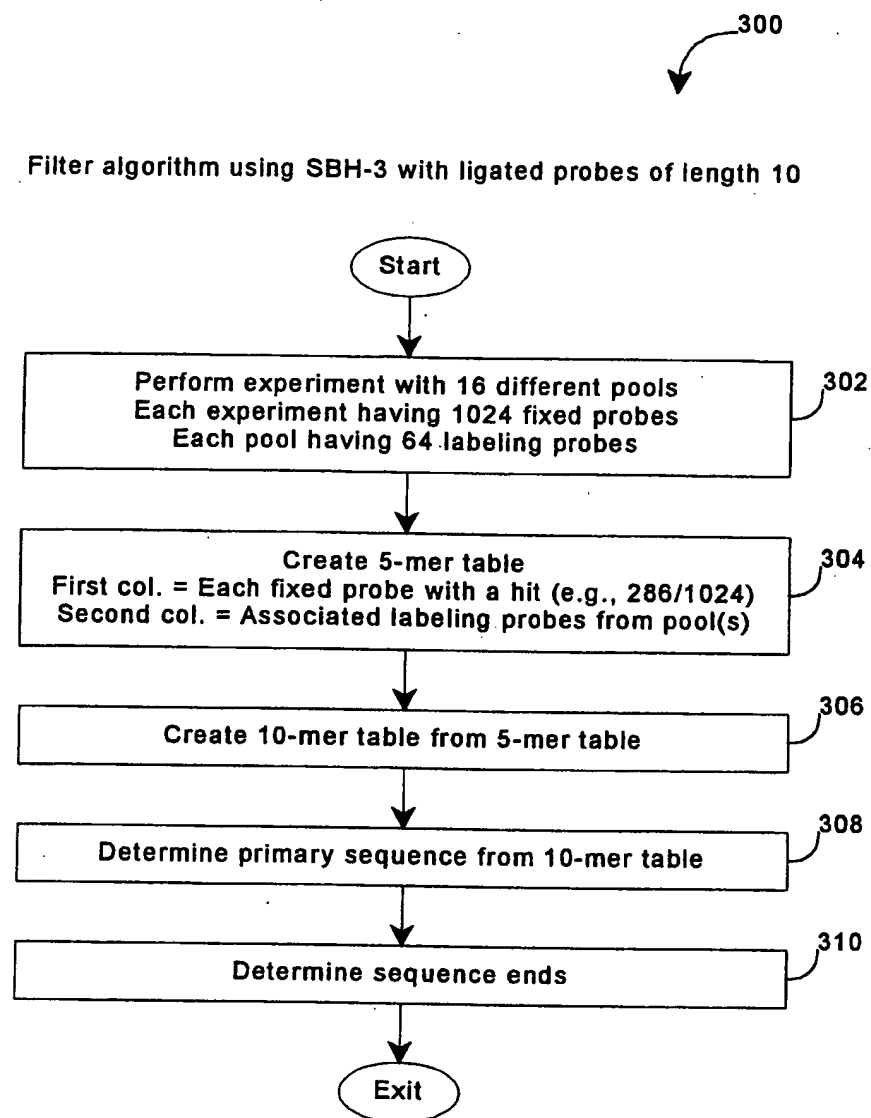 300
Filter algorithm using SBH-3 with ligated probes of length 10
Start
Perform experiment with 16 different pools
Each experiment having 1024 fixed probes
Each pool having 64 labeling probes
302
Create 5-mer table
First col. = Each fixed probe with a hit (e.g., 286/1024)
Second col. = Associated labeling probes from pool(s)
304
Create 10-mer table from 5-mer table
306
Determine primary sequence from 10-mer table
308
Determine sequence ends
310
Exit